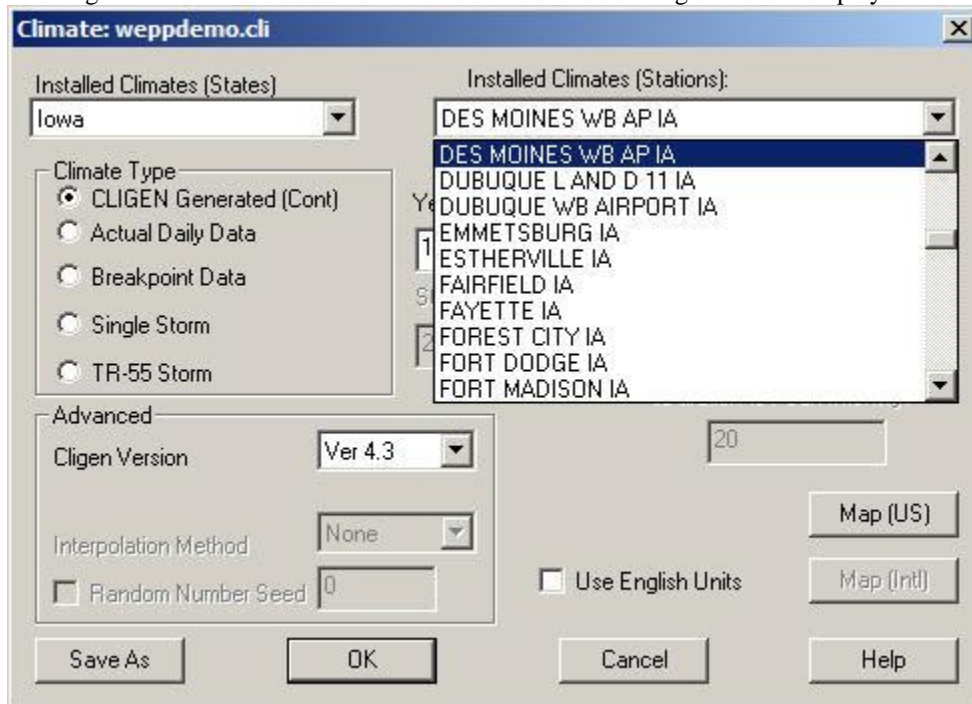 Climate: weppdemo.cli
Installed Climates (States)
Iowa
Installed Climates (Stations):
DES MOINES WB AP IA
DES MOINES WB AP IA
DUBUQUE L AND D 11 IA
DUBUQUE WB AIRPORT IA
EMMETSBURG IA
ESTHERVILLE IA
FAIRFIELD IA
FAYETTE IA
FOREST CITY IA
FORT DODGE IA
FORT MADISON IA
Climate Type
CLIGEN Generated (Cont)
Actual Daily Data
Breakpoint Data
Single Storm
TR-55 Storm
Ye
1
2
20
Advanced
Cligen Version
Ver 4.3
Interpolation Method
None
Random Number Seed
0
Use English Units
Map (US)
Map (Intl)
Save As
OK
Cancel
Help